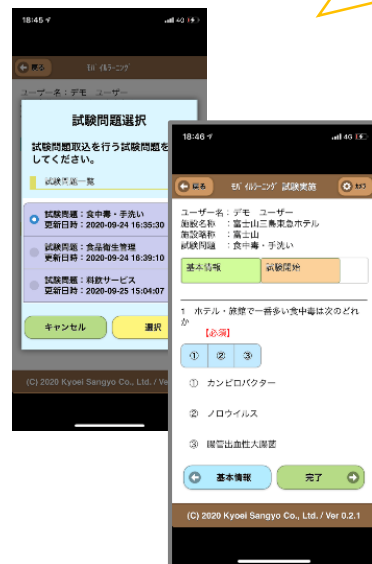 18:45
4G
戻る
ﾓﾊﾞｲﾙﾗｰﾆﾝｸﾞ
ユーザー名：デモ ユーザー
試験問題選択
試験問題取込を行う試験問題を
してください。
試験問題一覧
試験問題：食中毒・手洗い
更新日時：2020-09-24 16:35:30
試験問題：食品衛生管理
更新日時：2020-09-24 16:39:10
試験問題：料飲サービス
更新日時：2020-09-25 15:04:07
キャンセル
選択
(C) 2020 Kyoei Sangyo Co., Ltd. / Ve
18:46
4G
戻る
ﾓﾊﾞｲﾙﾗｰﾆﾝｸﾞ 試験実施
ユーザー名：デモ ユーザー
施設名称 ：富士山三島東急ホテル
施設略称 ：富士山
試験問題 ：食中毒・手洗い
基本情報
試験開始
1 ホテル・旅館で一番多い食中毒は次のどれ
か
【必須】
① ② ③
① カンピロバクター
② ノロウイルス
③ 腸管出血性大腸菌
基本情報
完了
(C) 2020 Kyoei Sangyo Co., Ltd. / Ver 0.2.1